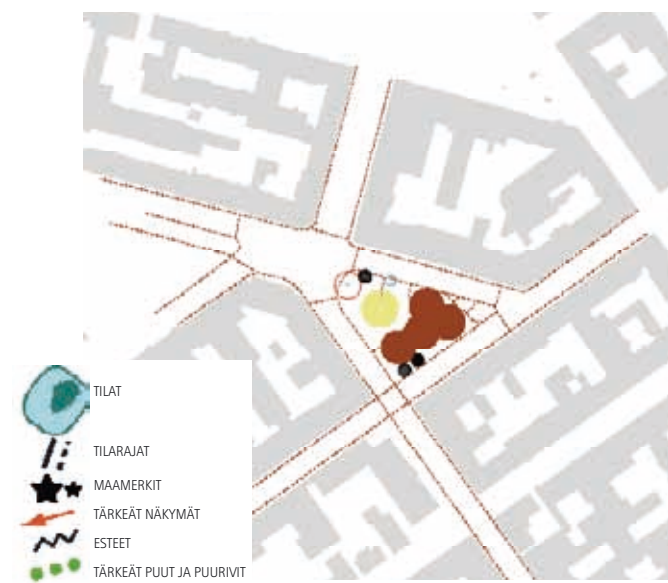 TILAT
TILARAJAT
MAAMERKIT
TÄRKEÄT NÄKYMÄT
ESTEET
TÄRKEÄT PUUT JA PUURIVIT